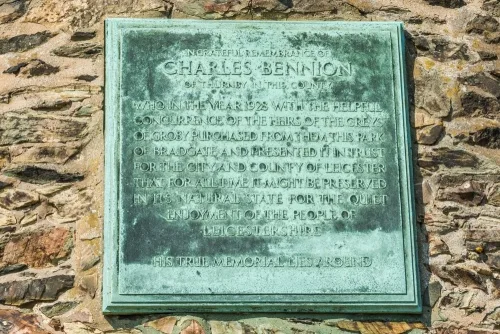 IN GRATEFUL REMEMBRANCE OF
CHARLES BENNION
OF THURNBY IN THIS COUNTY
WHO IN THE YEAR 1928 WITH THE HELPFUL
CONCURRENCE OF THE HEIRS OF THE GREYS
OF GROBY PURCHASED FROM THEM THIS PARK
OF BRADGATE AND PRESENTED IT IN TRUST
FOR THE CITY AND COUNTY OF LEICESTER
THAT FOR ALL TIME IT MIGHT BE PRESERVED
IN ITS NATURAL STATE FOR THE QUIET
ENJOYMENT OF THE PEOPLE OF
LEICESTERSHIRE
HIS TRUE MEMORIAL LIES AROUND